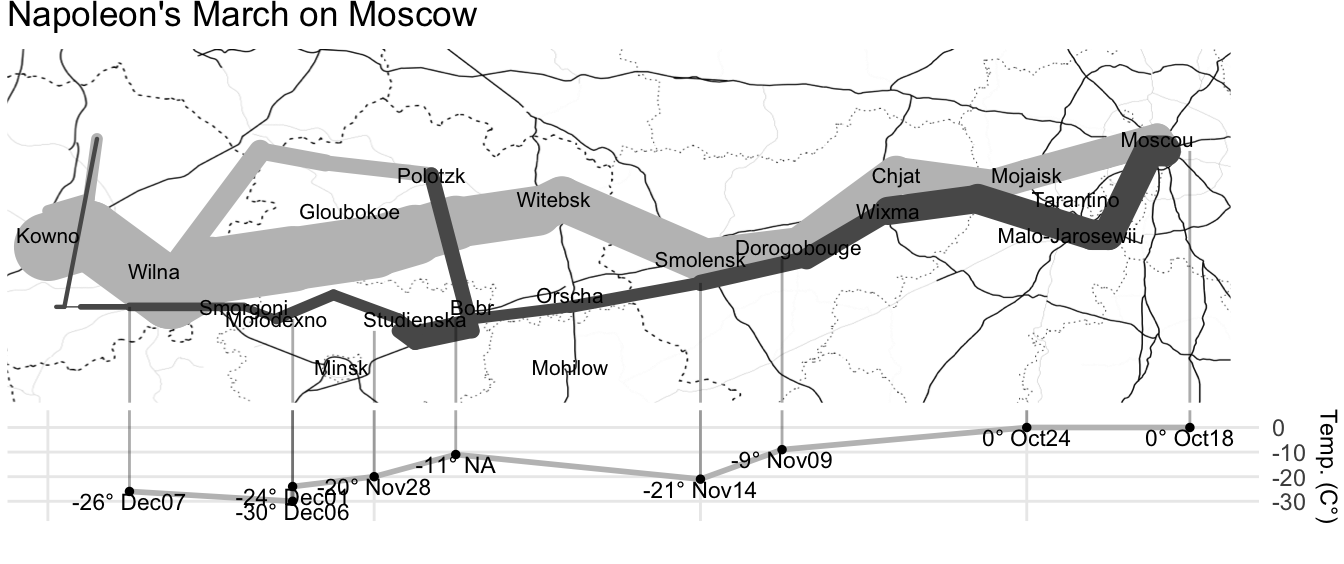 Napoleon's March on Moscow
Moscou
Polotzk
Chjat
Mojaisk
Witebsk
Tarantino
Gloubokoe
Wixma
Kowno
Malo-Jarosewii
Dorogobouge
Smolensk
Wilna
Orscha
Smorgoni
Bobr
Molodexno
Studienska
Minsk
Mohilow
0
0° Oct24
0° Oct18
-10
-9° Nov09
-11° NA
-20
-20° Nov28
-21° Nov14
-24° Dec01
-26° Dec07
-30
-30° Dec06
Temp. (C°)